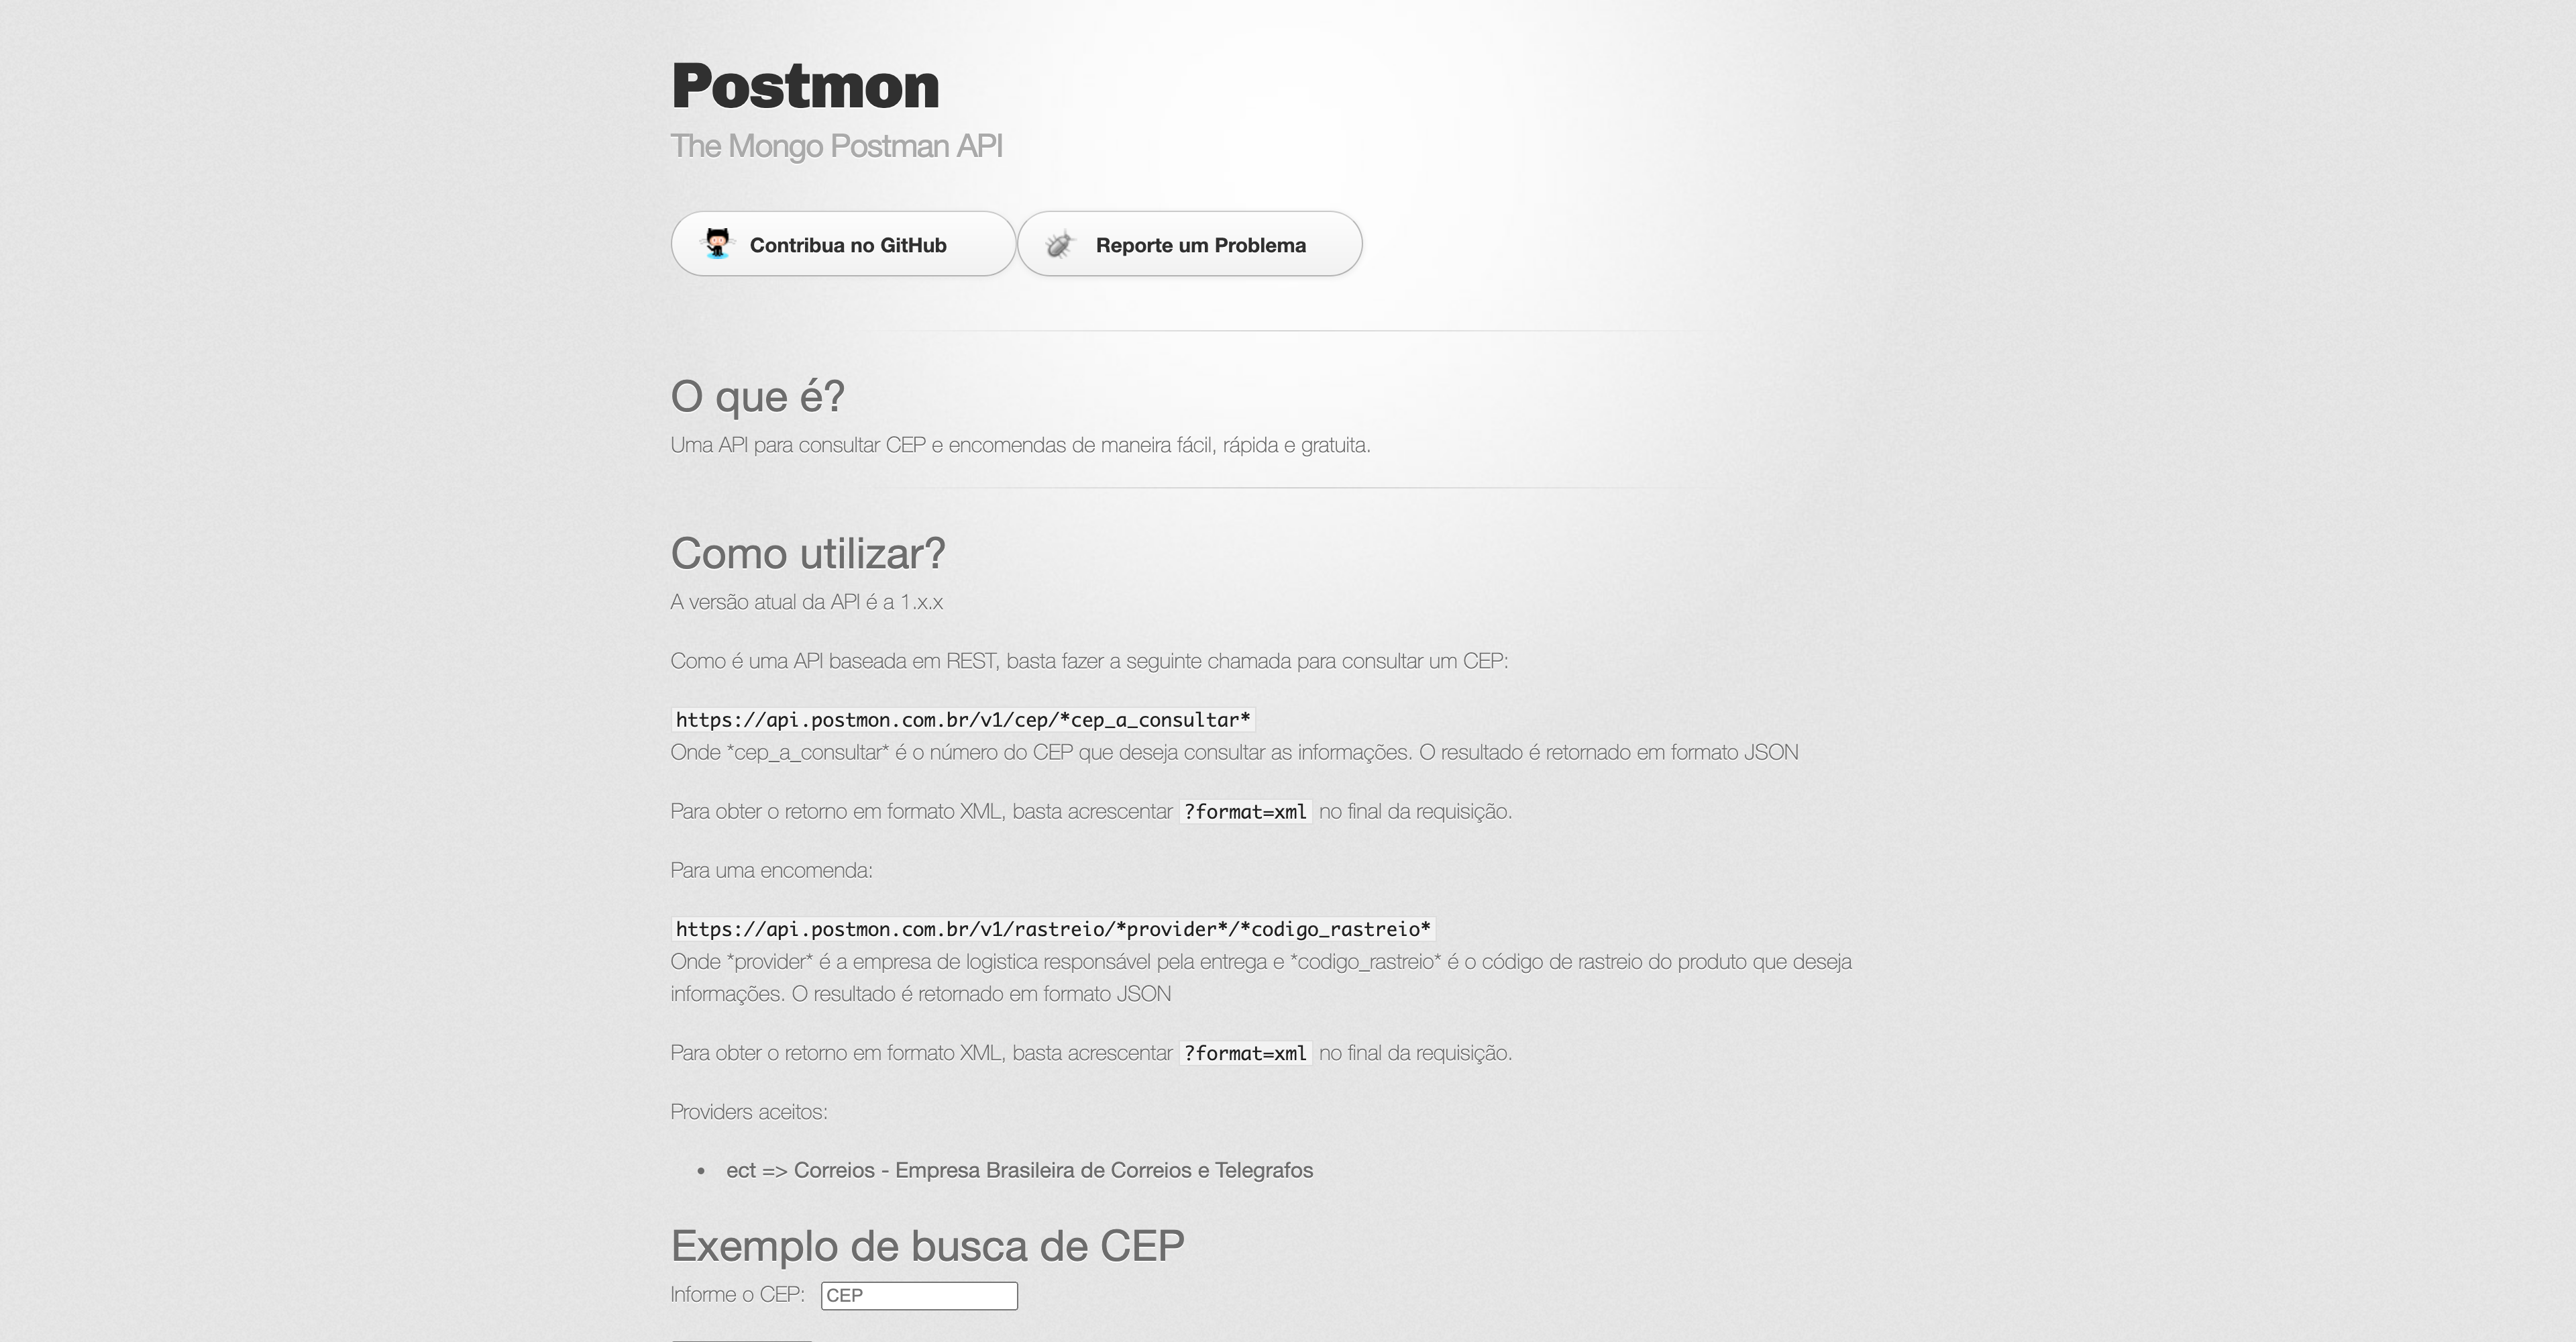 Postmon
The Mongo Postman API
Contribua no GitHub
Reporte um Problema
O que é?
Uma API para consultar CEP e encomendas de maneira fácil, rápida e gratuita.
Como utilizar?
A versão atual da API é a 1.x.x
Como é uma API baseada em REST, basta fazer a seguinte chamada para consultar um CEP:
https://api.postmon.com.br/v1/cep/*cep_a_consultar*
Onde *cep_a_consultar* é o número do CEP que deseja consultar as informações. O resultado é retornado em formato JSON
Para obter o retorno em formato XML, basta acrescentar ?format=xml no final da requisição.
Para uma encomenda:
https://api.postmon.com.br/v1/rastreio/*provider*/*codigo_rastreio*
Onde *provider* é a empresa de logistica responsável pela entrega e *codigo_rastreio* é o código de rastreio do produto que deseja
informações. O resultado é retornado em formato JSON
Para obter o retorno em formato XML, basta acrescentar ?format=xml no final da requisição.
Providers aceitos:
• ect => Correios - Empresa Brasileira de Correios e Telegrafos
Exemplo de busca de CEP
Informe o CEP: CEP